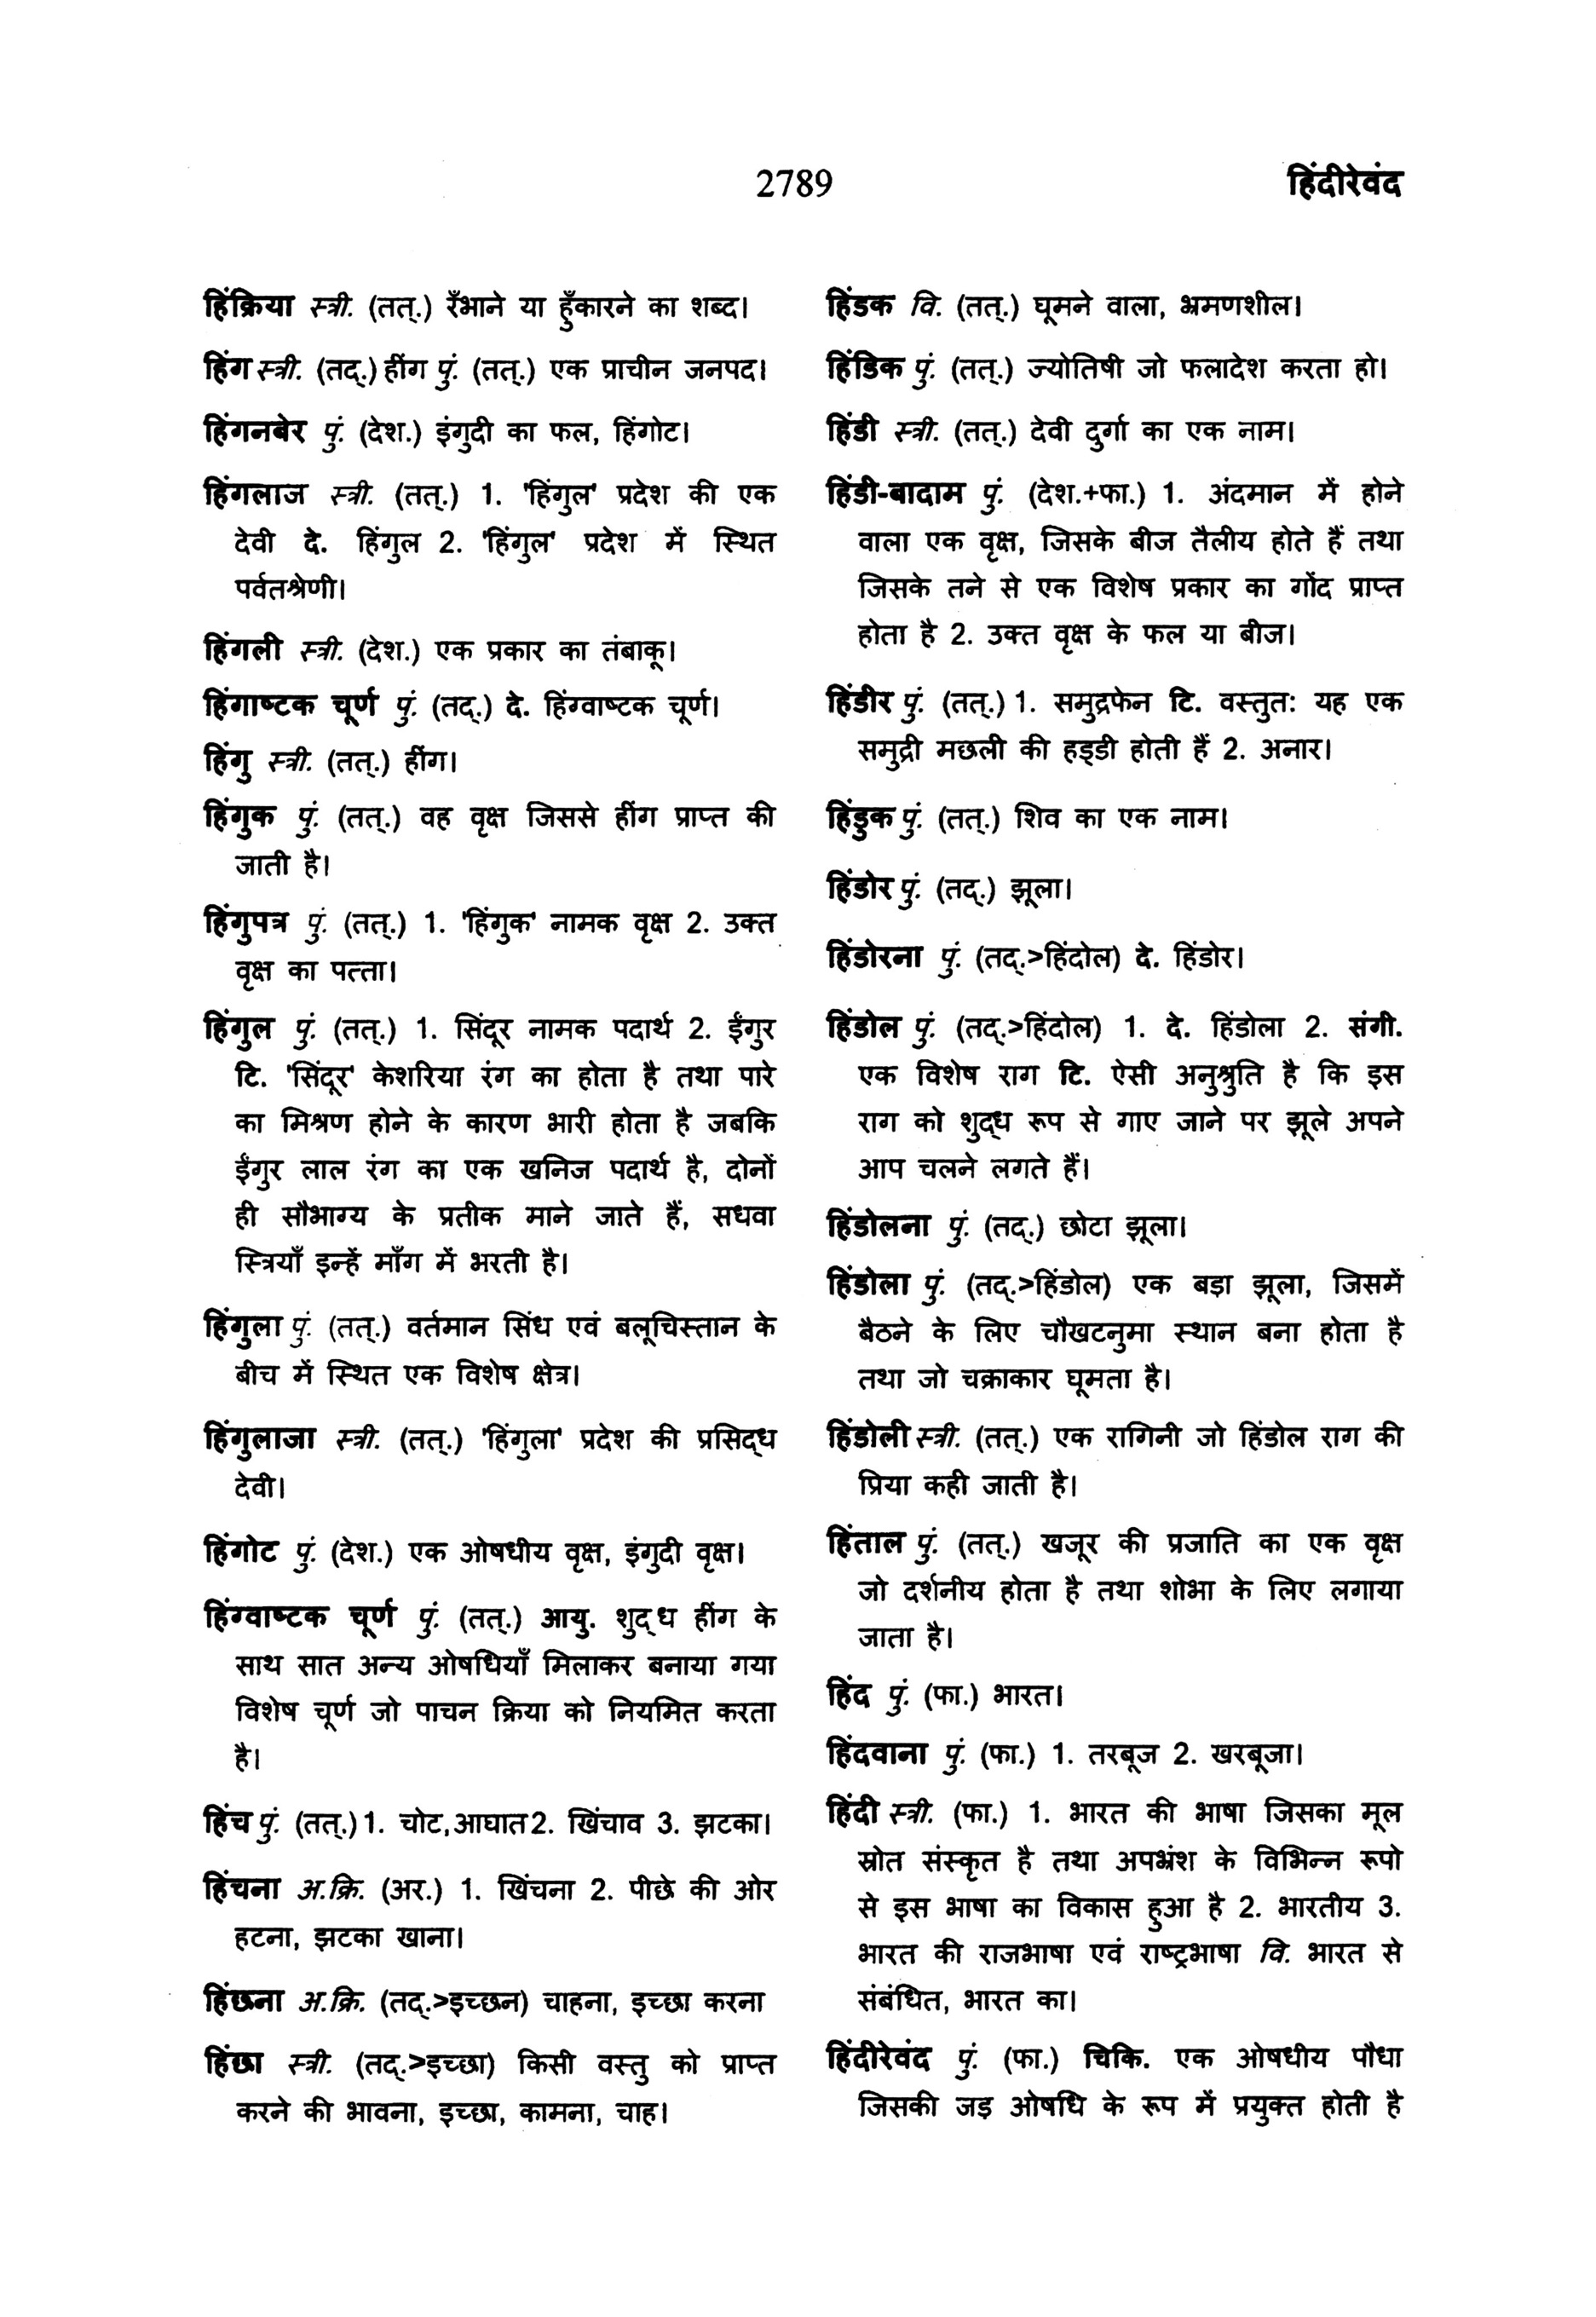 2789
हिंदीरेवंद
हिंक्रिया स्त्री. (तत्.) रँभाने या हुँकारने का शब्द।
हिंग स्त्री. (तद्.) हींग पुं. (तत्.) एक प्राचीन जनपद।
हिंगनबेर पुं. (देश.) इंगुदी का फल, हिंगोट।
हिंगलाज स्त्री. (तत्.) 1. 'हिंगुल' प्रदेश की एक
देवी दे. हिंगुल 2. 'हिंगुल' प्रदेश में स्थित
पर्वतश्रेणी।
हिंगली स्त्री. (देश.) एक प्रकार का तंबाकू।
हिंगाष्टक चूर्ण पुं. (तद्.) दे. हिंग्वाष्टक चूर्ण।
हिंगु स्त्री. (तत्.) हींग।
हिंगुक पुं. (तत्.) वह वृक्ष जिससे हींग प्राप्त की
जाती है।
हिंगुपत्र पुं. (तत्.) 1. 'हिंगुक' नामक वृक्ष 2. उक्त
वृक्ष का पत्ता।
हिंगुल पुं. (तत्.) 1. सिंदूर नामक पदार्थ 2. ईंगुर
टि. 'सिंदूर' केशरिया रंग का होता है तथा पारे
का मिश्रण होने के कारण भारी होता है जबकि
ईंगुर लाल रंग का एक खनिज पदार्थ है, दोनों
ही सौभाग्य के प्रतीक माने जाते हैं, सधवा
स्त्रियाँ इन्हें माँग में भरती है।
हिंगुला पुं. (तत्.) वर्तमान सिंध एवं बलूचिस्तान के
बीच में स्थित एक विशेष क्षेत्र।
हिंगुलाजा स्त्री. (तत्.) 'हिंगुला' प्रदेश की प्रसिद्ध
देवी।
हिंगोट पुं. (देश.) एक ओषधीय वृक्ष, इंगुदी वृक्ष।
हिंग्वाष्टक चूर्ण पुं. (तत्.) आयु. शुद्ध हींग के
साथ सात अन्य ओषधियाँ मिलाकर बनाया गया
विशेष चूर्ण जो पाचन क्रिया को नियमित करता
है।
हिंच पुं. (तत्.) 1. चोट, आघात 2. खिंचाव 3. झटका।
हिंचना अ.क्रि. (अर.) 1. खिंचना 2. पीछे की ओर
हटना, झटका खाना।
हिंछना अ.क्रि. (तद्.>इच्छन) चाहना, इच्छा करना
हिंछा स्त्री. (तद्.>इच्छा) किसी वस्तु को प्राप्त
करने की भावना, इच्छा, कामना, चाह।
हिंडक वि. (तत्.) घूमने वाला, भ्रमणशील।
हिंडिक पुं. (तत्.) ज्योतिषी जो फलादेश करता हो।
हिंडी स्त्री. (तत्.) देवी दुर्गा का एक नाम।
हिंडी-बादाम पुं. (देश.+फा.) 1. अंदमान में होने
वाला एक वृक्ष, जिसके बीज तैलीय होते हैं तथा
जिसके तने से एक विशेष प्रकार का गोंद प्राप्त
होता है 2. उक्त वृक्ष के फल या बीज।
हिंडीर पुं. (तत्.) 1. समुद्रफेन टि. वस्तुतः यह एक
समुद्री मछली की हड्डी होती हैं 2. अनार।
हिंडुक पुं. (तत्.) शिव का एक नाम।
हिंडोर पुं. (तद्.) झूला।
हिंडोरना पुं. (तद्.>हिंदोल) दे. हिंडोर।
हिंडोल पुं. (तद्.>हिंदोल) 1. दे. हिंडोला 2. संगी.
एक विशेष राग टि. ऐसी अनुश्रुति है कि इस
राग को शुद्ध रूप से गाए जाने पर झूले अपने
आप चलने लगते हैं।
हिंडोलना पुं. (तद्.) छोटा झूला।
हिंडोला पुं. (तद्.>हिंडोल) एक बड़ा झूला, जिसमें
बैठने के लिए चौखटनुमा स्थान बना होता है
तथा जो चक्राकार घूमता है।
हिंडोली स्त्री. (तत्.) एक रागिनी जो हिंडोल राग की
प्रिया कही जाती है।
हिंताल पुं. (तत्.) खजूर की प्रजाति का एक वृक्ष
जो दर्शनीय होता है तथा शोभा के लिए लगाया
जाता है।
हिंद पुं. (फा.) भारत।
हिंदवाना पुं. (फा.) 1. तरबूज 2. खरबूजा।
हिंदी स्त्री. (फा.) 1. भारत की भाषा जिसका मूल
स्रोत संस्कृत है तथा अपभ्रंश के विभिन्न रूपो
से इस भाषा का विकास हुआ है 2. भारतीय 3.
भारत की राजभाषा एवं राष्ट्रभाषा वि. भारत से
संबंधित, भारत का।
हिंदीरेवंद पुं. (फा.) चिकि. एक ओषधीय पौधा
जिसकी जड़ ओषधि के रूप में प्रयुक्त होती है